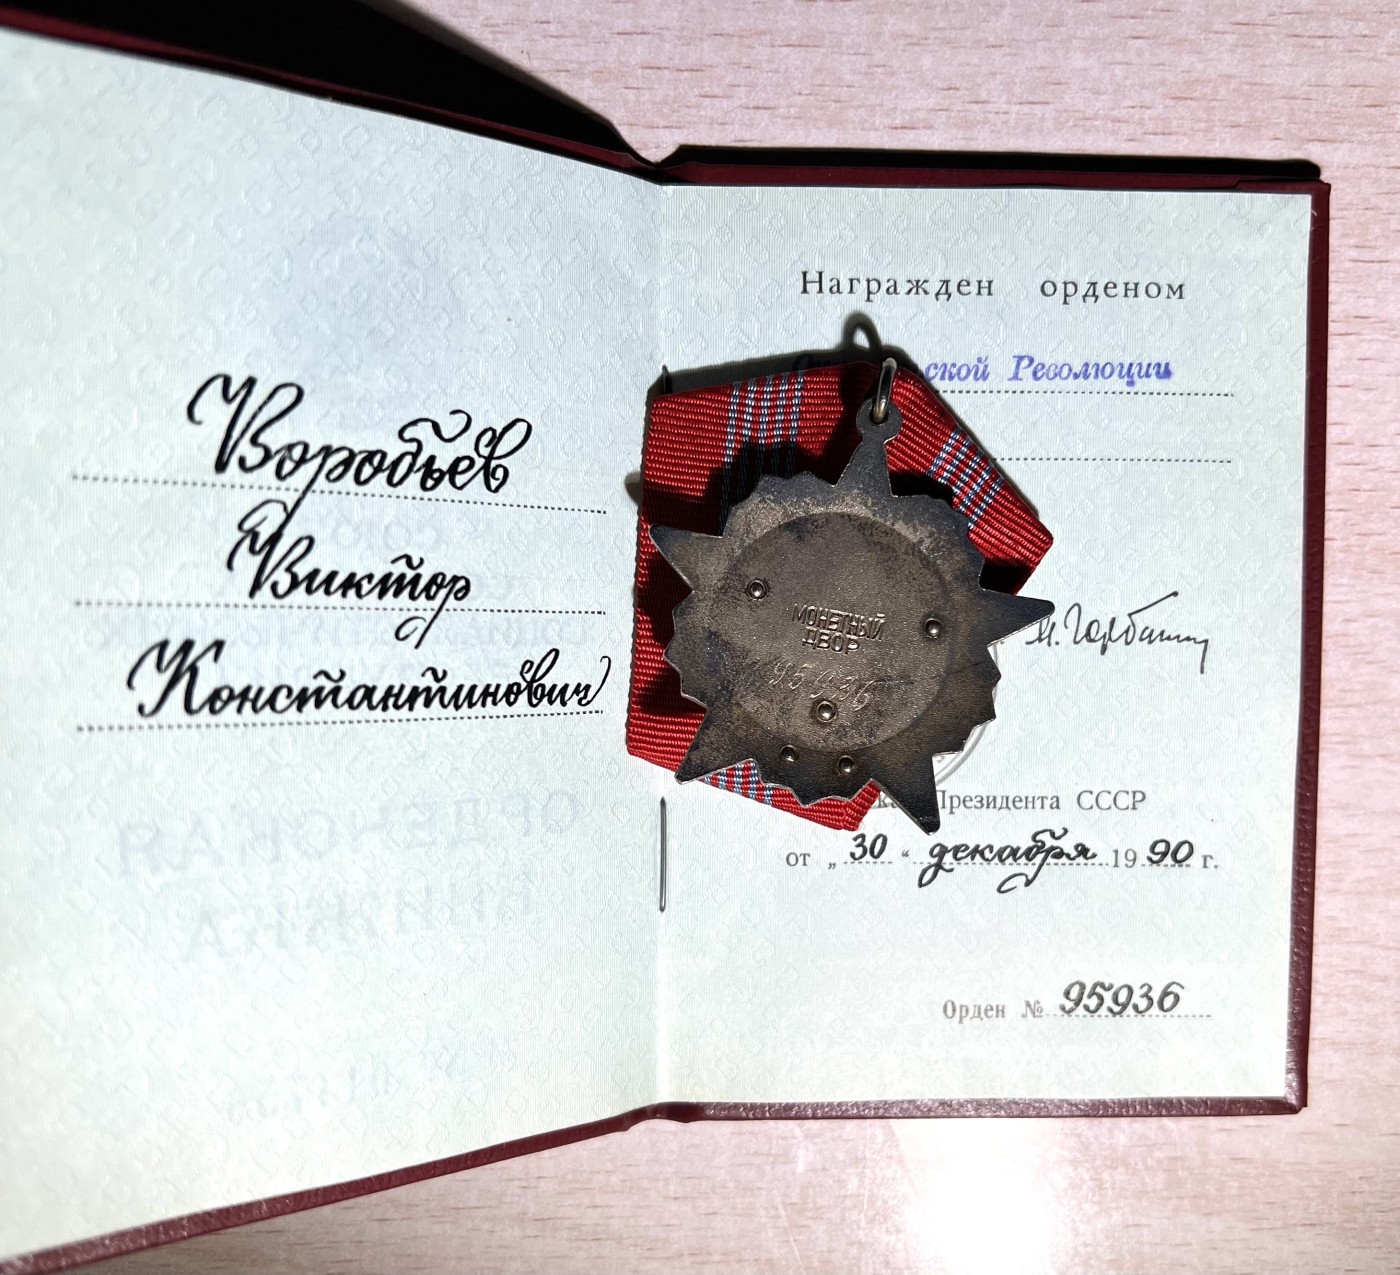 Воробьев
Виктор
Константинович
Награжден орденом
Революции
МОНЕТНЫЙ
ДВОР
95936
М. Горбачев
Президента СССР
от „30“ декабря 1990 г.
Орден № 95936